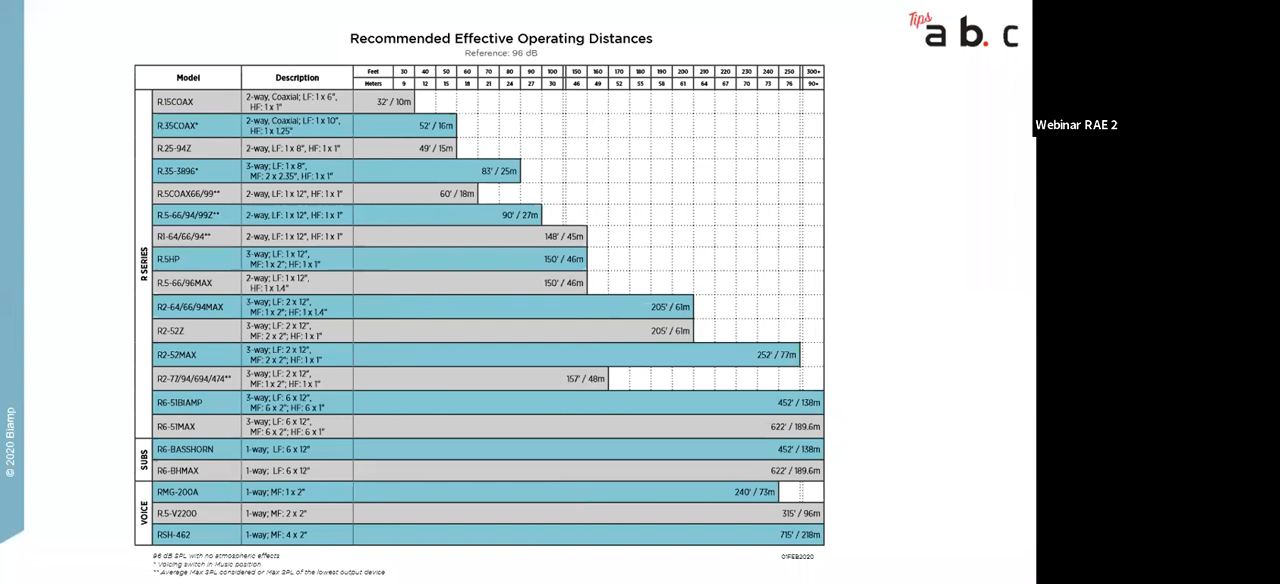 Tips
ab.c
Recommended Effective Operating Distances
Reference: 96 dB
Model Description Feet 30 40 50 60 70 80 90 100 150 160 170 180 190 200 210 220 230 240 250 300+
Meters 9 12 15 18 21 24 27 30 46 49 52 55 58 61 64 67 70 73 76 90+
R SERIES
R.15COAX 2-way, Coaxial; LF: 1 x 6", 32' / 10m
HF: 1 x 1"
R.35COAX* 2-way, Coaxial; LF: 1 x 10", 52' / 16m
HF: 1 x 1.25"
R.25-94Z 2-way, LF: 1 x 8", HF: 1 x 1" 49' / 15m
R.35-3896* 3-way; LF: 1 x 8", 83' / 25m
MF: 2 x 2.35", HF: 1 x 1"
R.5COAX66/99** 2-way, LF: 1 x 12", HF: 1 x 1" 60' / 18m
R.5-66/94/99Z** 2-way, LF: 1 x 12", HF: 1 x 1" 90' / 27m
R1-64/66/94** 2-way, LF: 1 x 12", HF: 1 x 1" 148' / 45m
R.5HP 3-way; LF: 1 x 12", 150' / 46m
MF: 1 x 2"; HF: 1 x 1"
R.5-66/96MAX 2-way; LF: 1 x 12", 150' / 46m
HF: 1 x 1.4"
R2-64/66/94MAX 3-way; LF: 2 x 12", 205' / 61m
MF: 1 x 2"; HF: 1 x 1.4"
R2-52Z 3-way; LF: 2 x 12", 205' / 61m
MF: 2 x 2"; HF: 1 x 1"
R2-52MAX 3-way; LF: 2 x 12", 252' / 77m
MF: 2 x 2"; HF: 1 x 1"
R2-77/94/694/474** 3-way; LF: 2 x 12", 157' / 48m
MF: 1 x 2"; HF: 1 x 1"
R6-51BIAMP 3-way; LF: 6 x 12", 452' / 138m
MF: 6 x 2"; HF: 6 x 1"
R6-51MAX 3-way; LF: 6 x 12", 622' / 189.6m
MF: 6 x 2"; HF: 6 x 1"
SUBS
R6-BASSHORN 1-way; LF: 6 x 12" 452' / 138m
R6-BHMAX 1-way; LF: 6 x 12" 622' / 189.6m
VOICE
RMG-200A 1-way; MF: 1 x 2" 240' / 73m
R.5-V2200 1-way; MF: 2 x 2" 315' / 96m
RSH-462 1-way; MF: 4 x 2" 715' / 218m
96 dB SPL with no atmospheric effects 01FEB2020
* Voicing switch in Music position
** Average Max SPL considered or Max SPL of the lowest output device
© 2020 Biamp
Webinar RAE 2